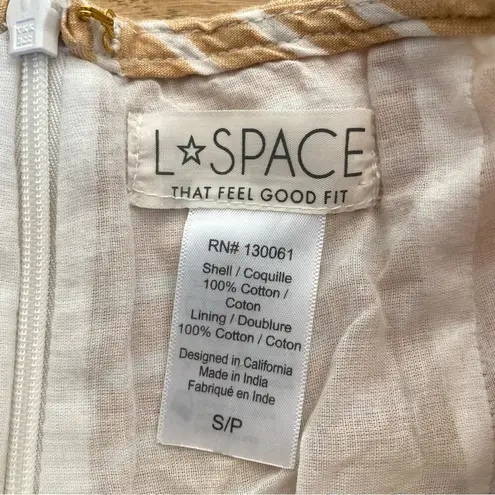 L☆SPACE
THAT FEEL GOOD FIT
RN# 130061
Shell / Coquille
100% Cotton /
Coton
Lining / Doublure
100% Cotton / Coton
Designed in California
Made in India
Fabriqué en Inde
S/P